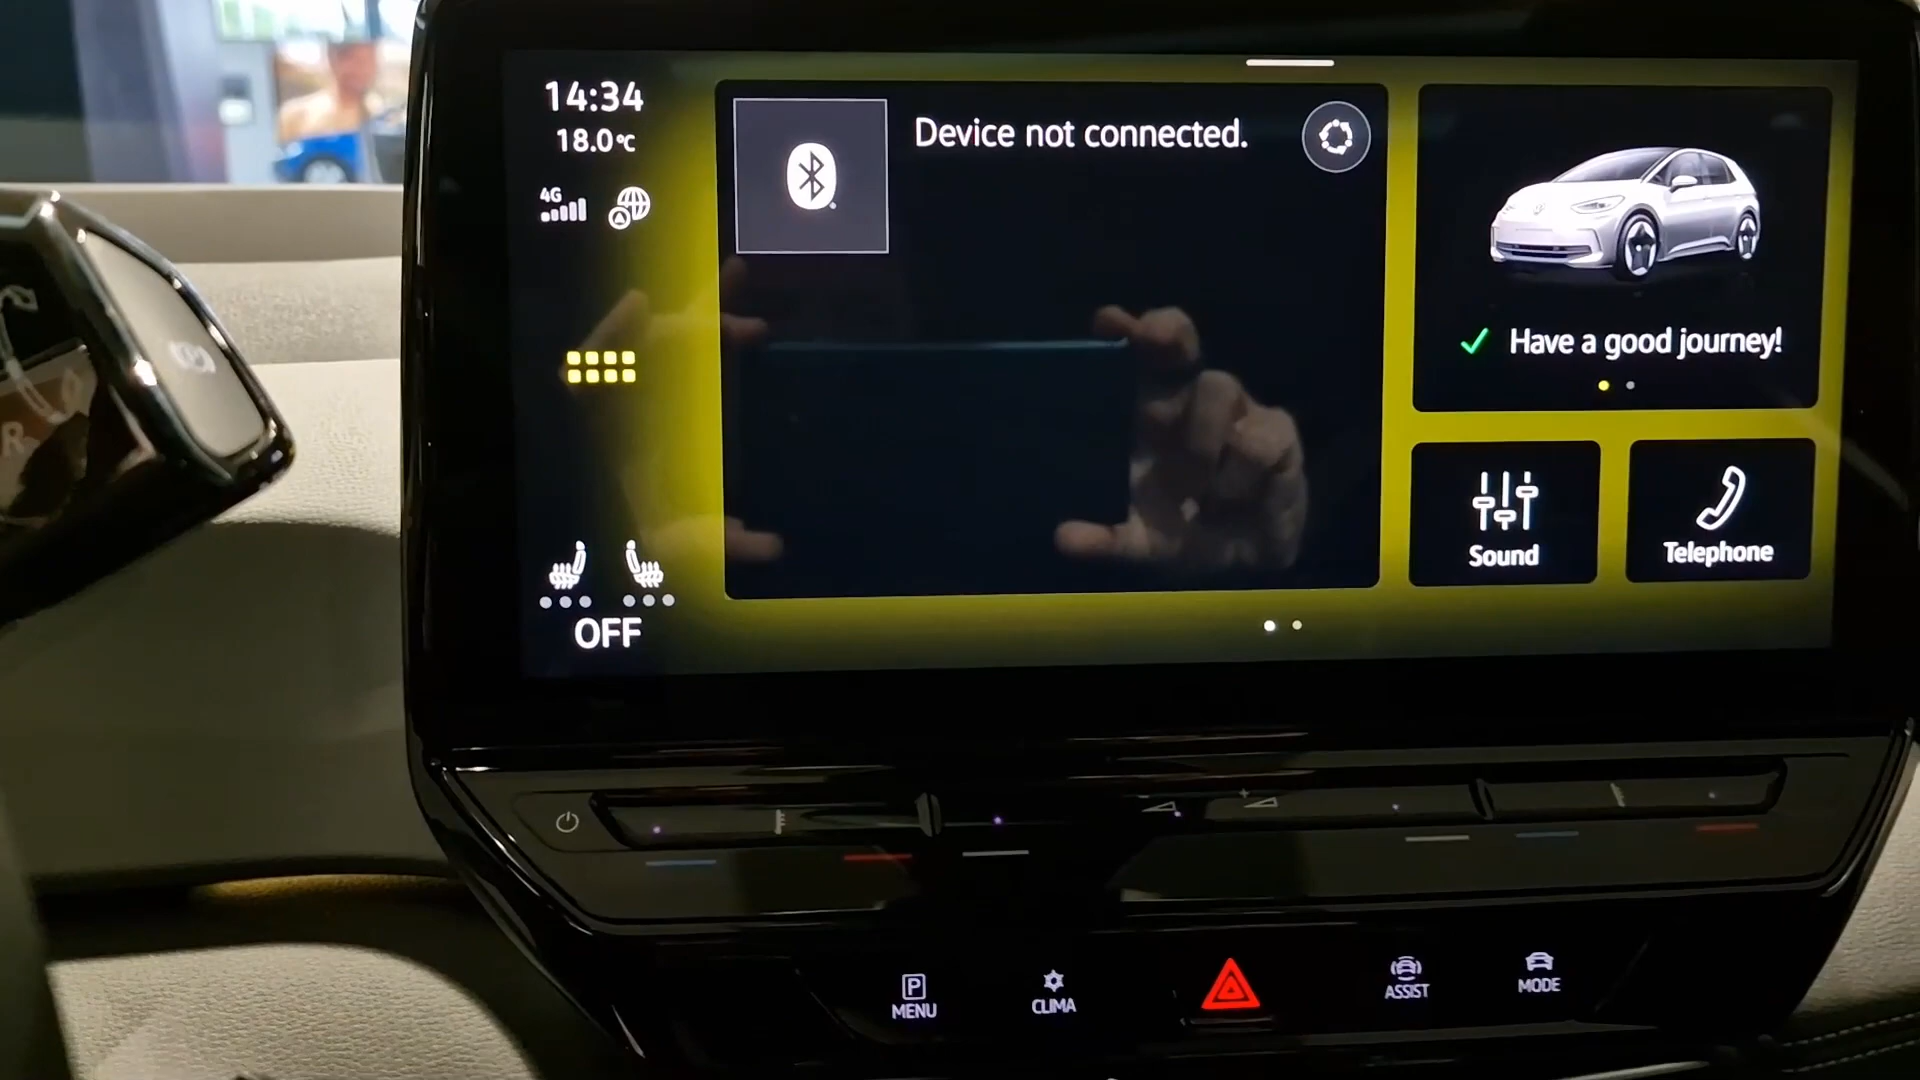 14:34
18.0°C
4G
OFF
Device not connected.
Have a good journey!
Sound
Telephone
P
MENU
CLIMA
ASSIST
MODE
R